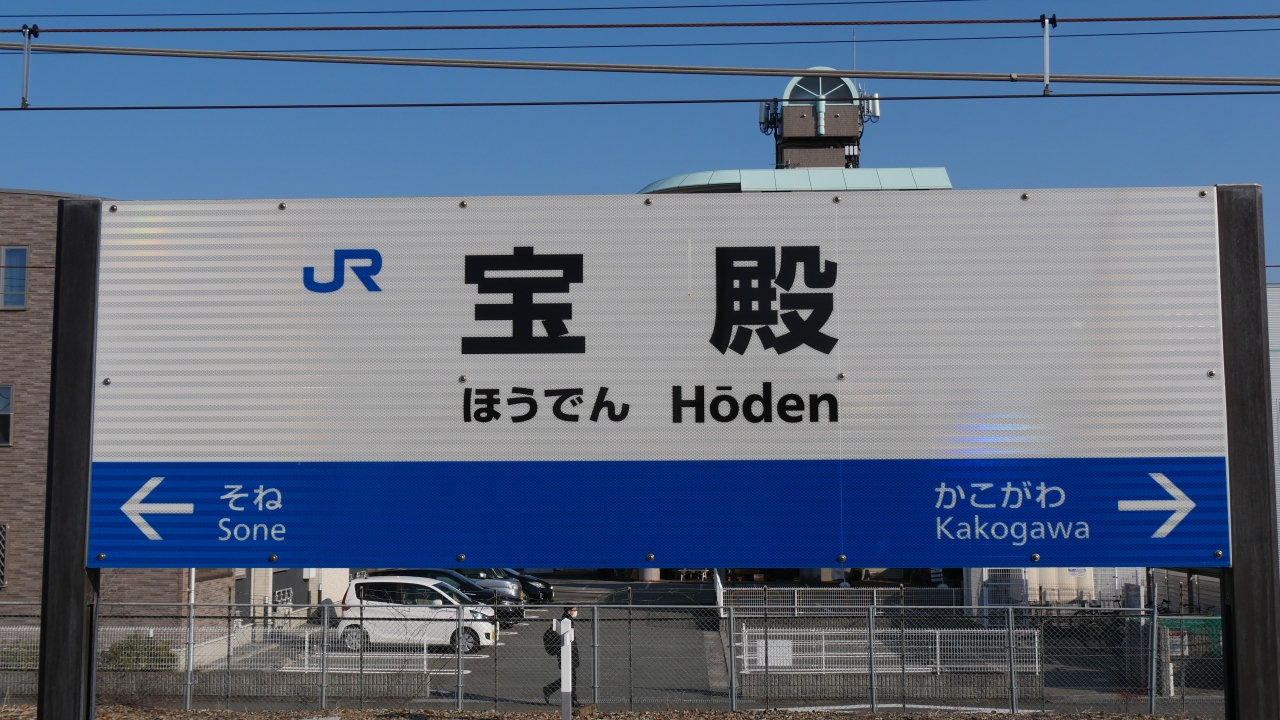 JR 宝殿
ほうでん Hōden
← そね かこがわ →
Sone Kakogawa